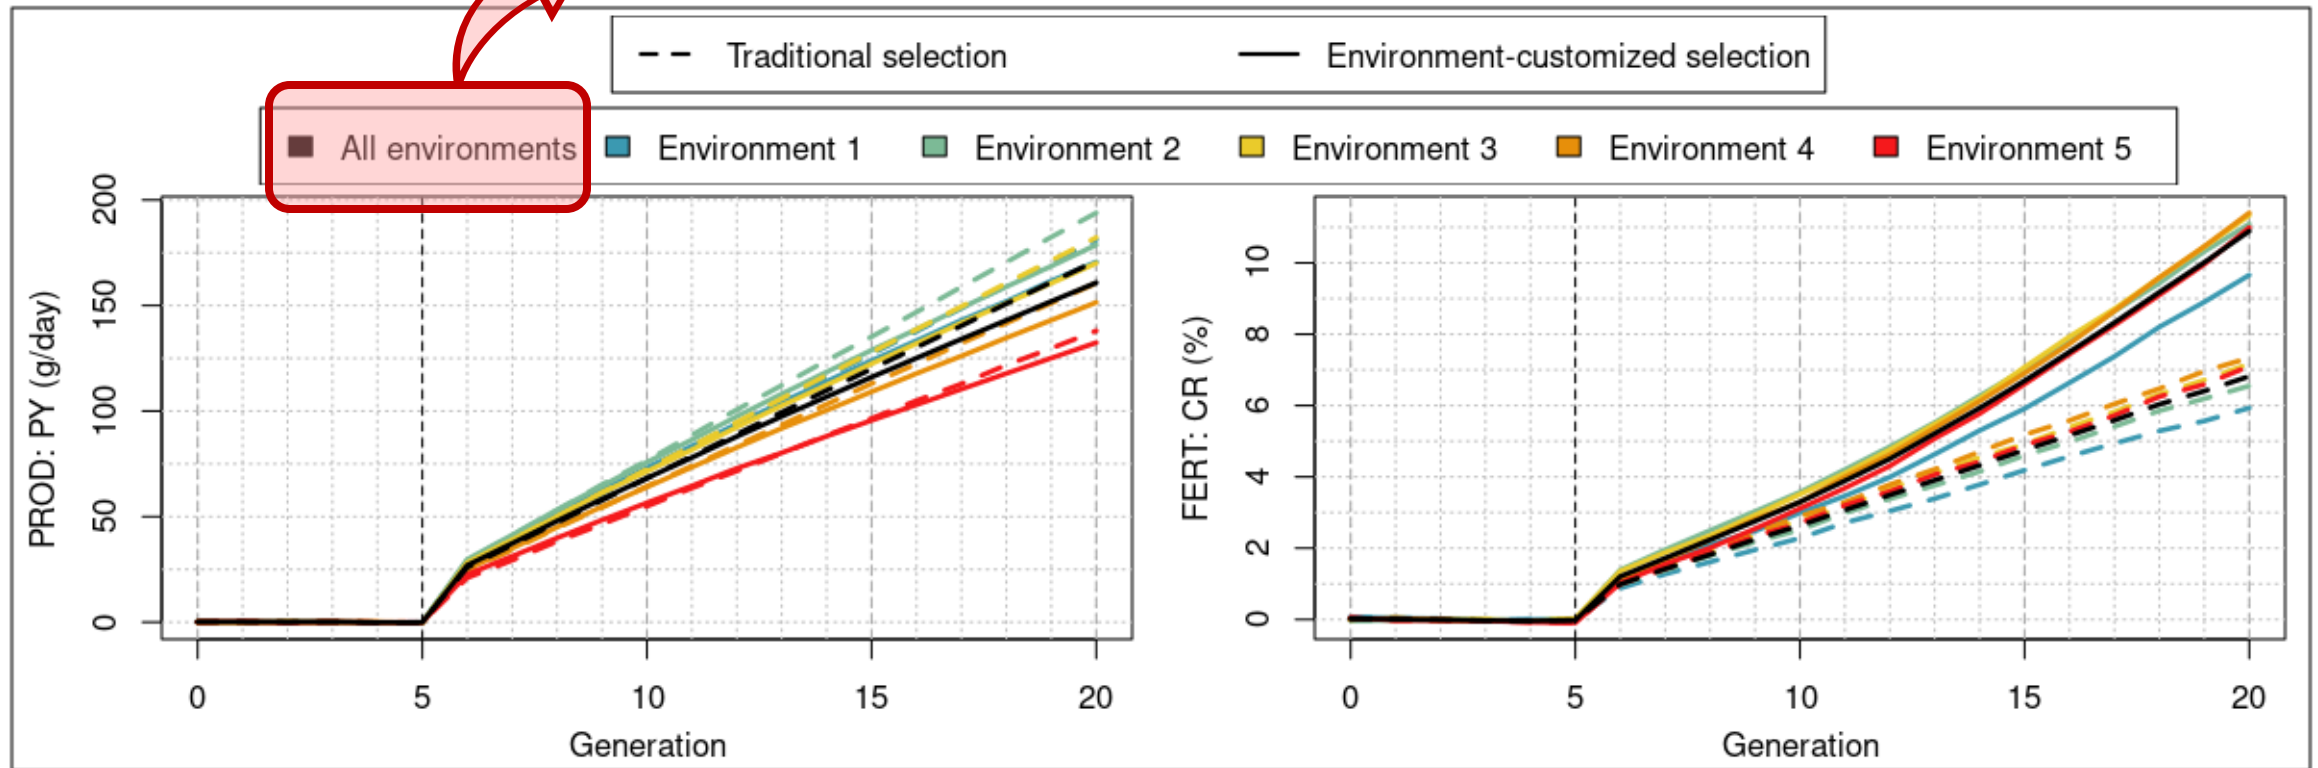 Traditional selection Environment-customized selection
All environments Environment 1 Environment 2 Environment 3 Environment 4 Environment 5
PROD: PY (g/day)
200
150
100
50
0
0 5 10 15 20
Generation
FERT: CR (%)
10
8
6
4
2
0
0 5 10 15 20
Generation